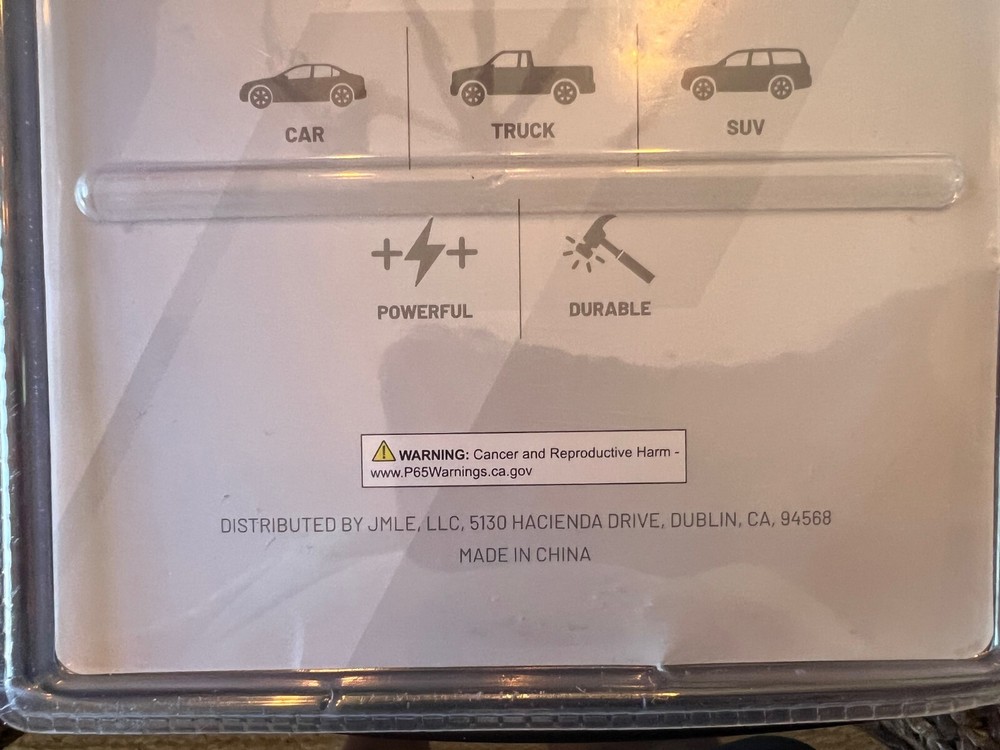 CAR
TRUCK
SUV
POWERFUL
DURABLE
WARNING: Cancer and Reproductive Harm -
www.P65Warnings.ca.gov
DISTRIBUTED BY JMLE, LLC, 5130 HACIENDA DRIVE, DUBLIN, CA, 94568
MADE IN CHINA